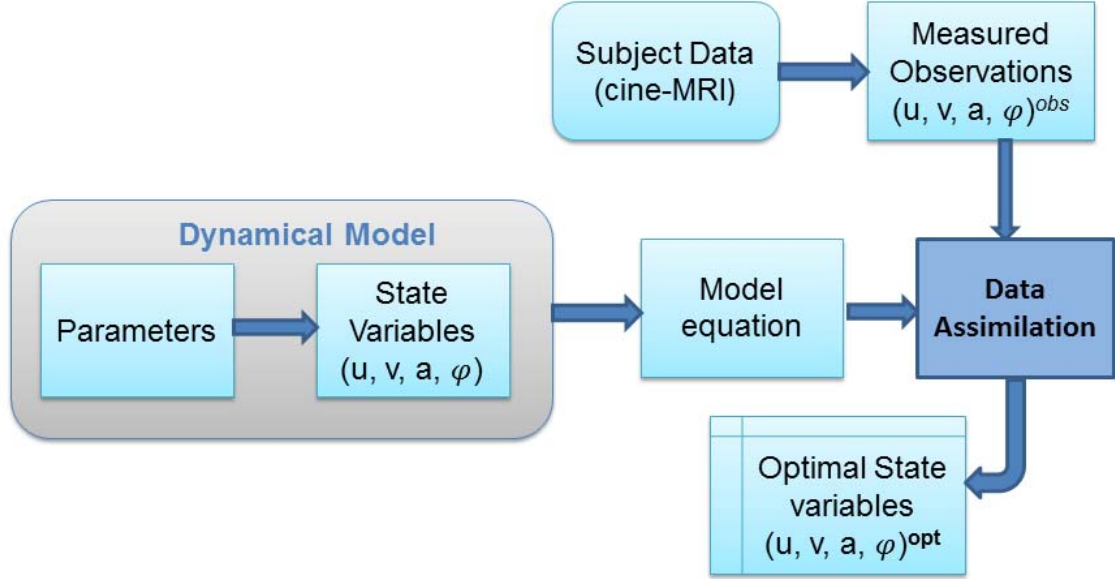 Subject Data
(cine-MRI)
Measured
Observations
(u, v, a, φ)ᵒᵇˢ
Dynamical Model
Parameters
State
Variables
(u, v, a, φ)
Model
equation
Data
Assimilation
Optimal State
variables
(u, v, a, φ)ᵒᵖᵗ